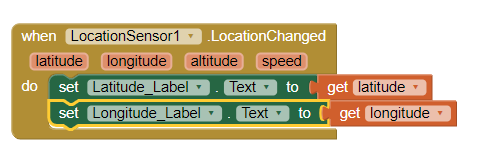 when LocationSensor1 .LocationChanged
latitude longitude altitude speed
do set Latitude_Label . Text to get latitude
set Longitude_Label . Text to get longitude